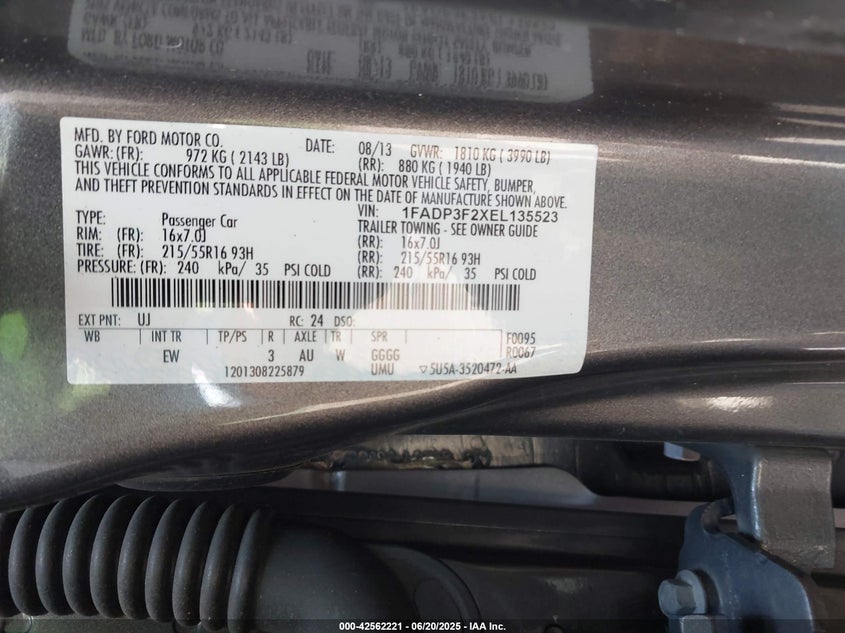 MFD. BY FORD MOTOR CO. DATE: 08/13 GVWR: 1810 KG ( 3990 LB)
GAWR: (FR): 972 KG ( 2143 LB) (RR): 880 KG ( 1940 LB)
THIS VEHICLE CONFORMS TO ALL APPLICABLE FEDERAL MOTOR VEHICLE SAFETY, BUMPER,
AND THEFT PREVENTION STANDARDS IN EFFECT ON THE DATE OF MANUFACTURE SHOWN ABOVE.
VIN: 1FADP3F2XEL135523
TYPE: Passenger Car TRAILER TOWING - SEE OWNER GUIDE
RIM: (FR): 16x7.0J (RR): 16x7.0J
TIRE: (FR): 215/55R16 93H (RR): 215/55R16 93H
PRESSURE: (FR): 240 kPa/ 35 PSI COLD (RR): 240 kPa/ 35 PSI COLD
EXT PNT: UJ RC: 24 DSO:
WB INT TR TP/PS R AXLE TR SPR F0095
EW 3 AU W GGGG R0067
1201308225879 UMU ▽ 5U5A-3520472-AA
000-42562221 - 06/20/2025 - IAA Inc.